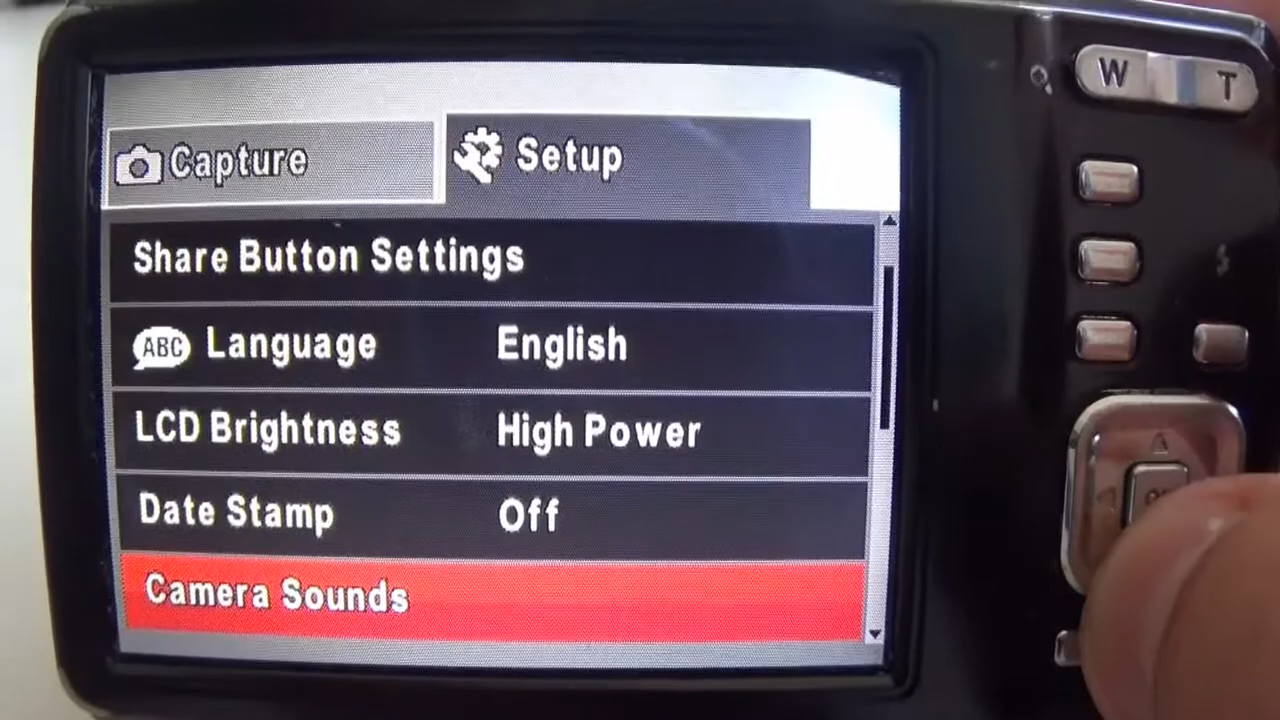 W T
Capture Setup
Share Button Settings
ABC Language English
LCD Brightness High Power
Date Stamp Off
Camera Sounds